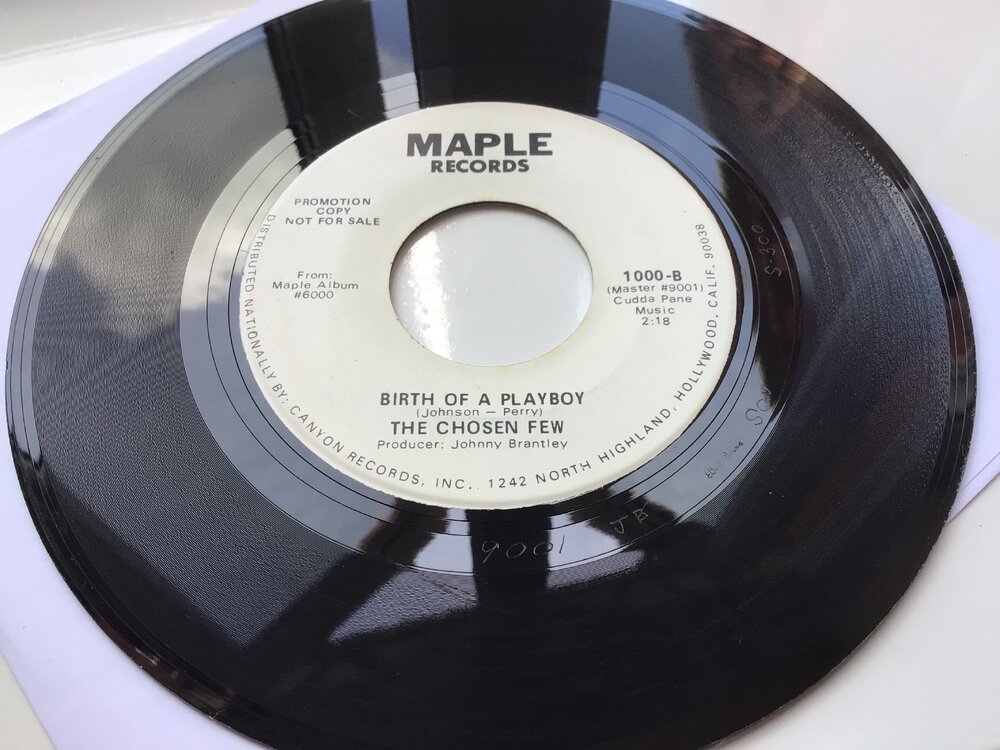 MAPLE
RECORDS
PROMOTION
COPY
NOT FOR SALE
From:
Maple Album
#6000
1000-B
(Master #9001)
Cudda Pane
Music
2:18
BIRTH OF A PLAYBOY
(Johnson — Perry)
THE CHOSEN FEW
Producer: Johnny Brantley
DISTRIBUTED NATIONALLY BY: CANYON RECORDS, INC., 1242 NORTH HIGHLAND, HOLLYWOOD, CALIF. 90038
9001
JB